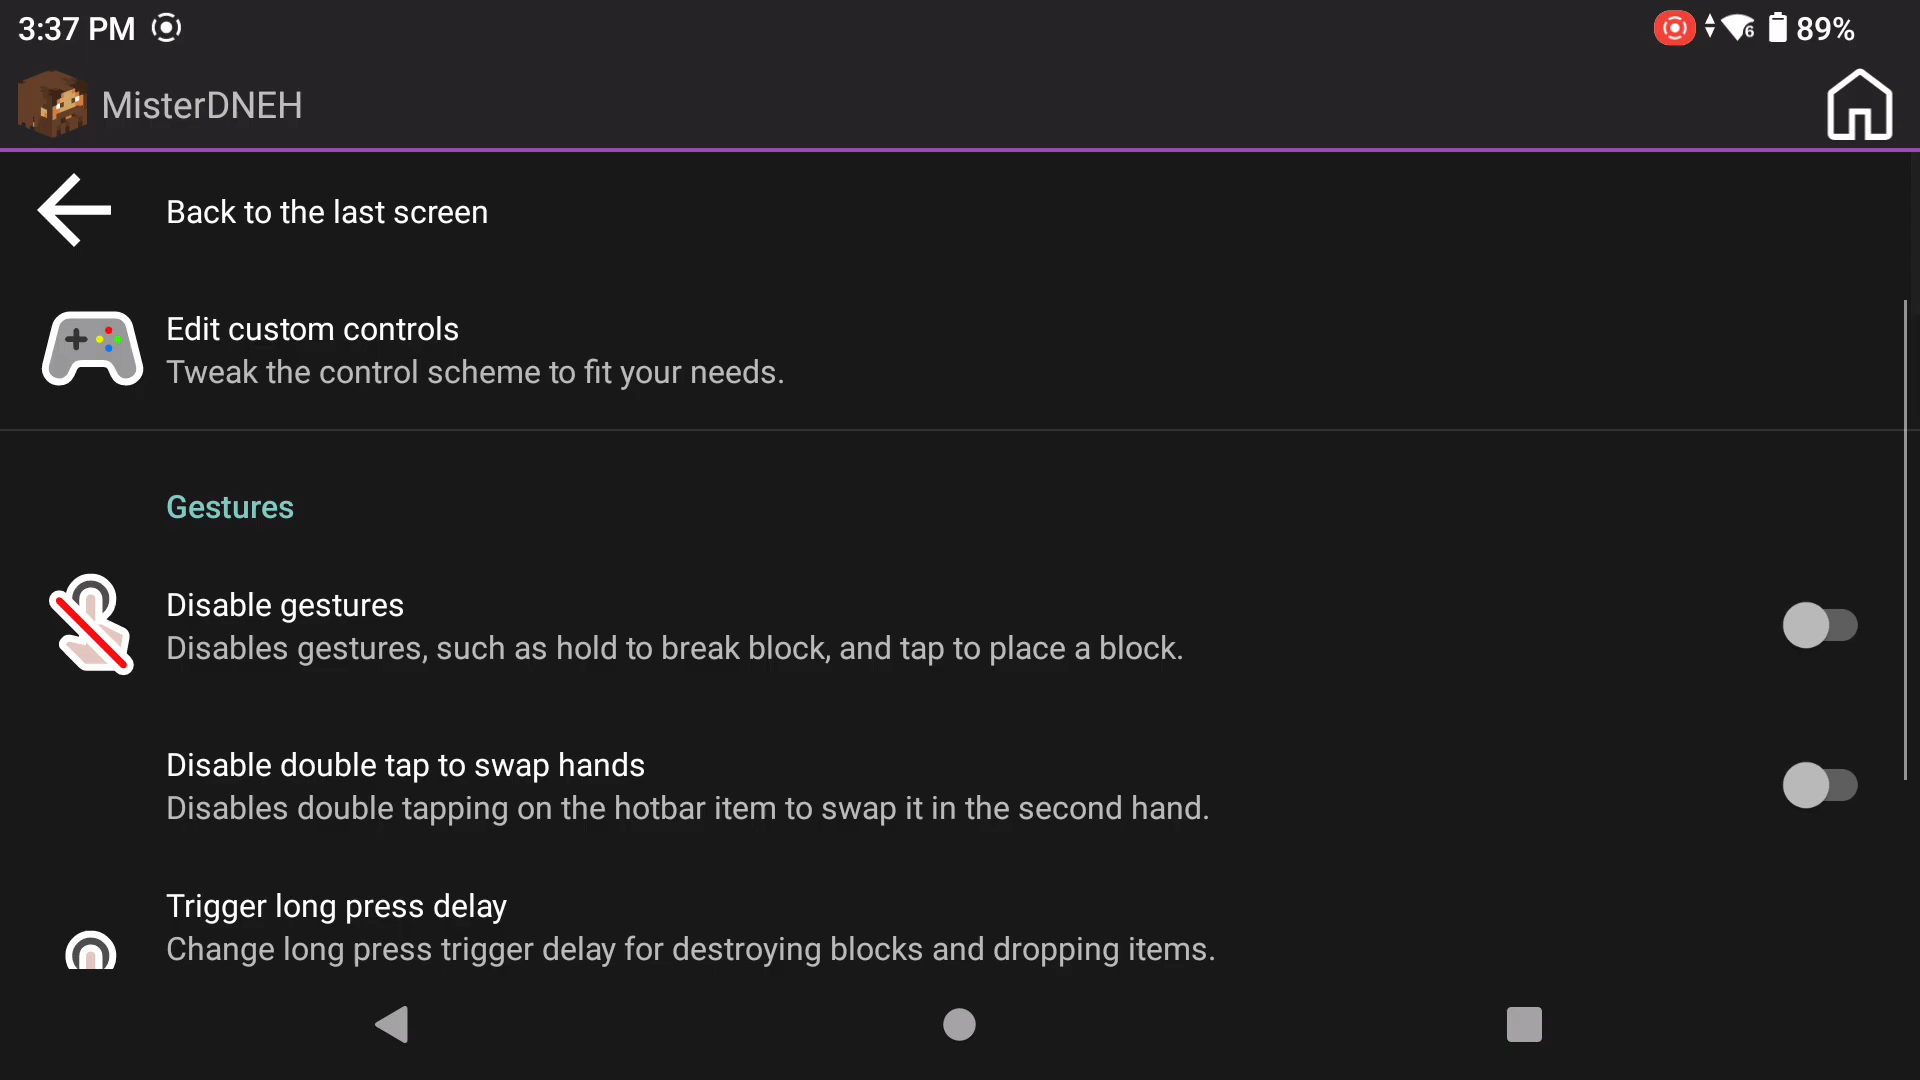 3:37 PM
6
89%
MisterDNEH
Back to the last screen
Edit custom controls
Tweak the control scheme to fit your needs.
Gestures
Disable gestures
Disables gestures, such as hold to break block, and tap to place a block.
Disable double tap to swap hands
Disables double tapping on the hotbar item to swap it in the second hand.
Trigger long press delay
Change long press trigger delay for destroying blocks and dropping items.